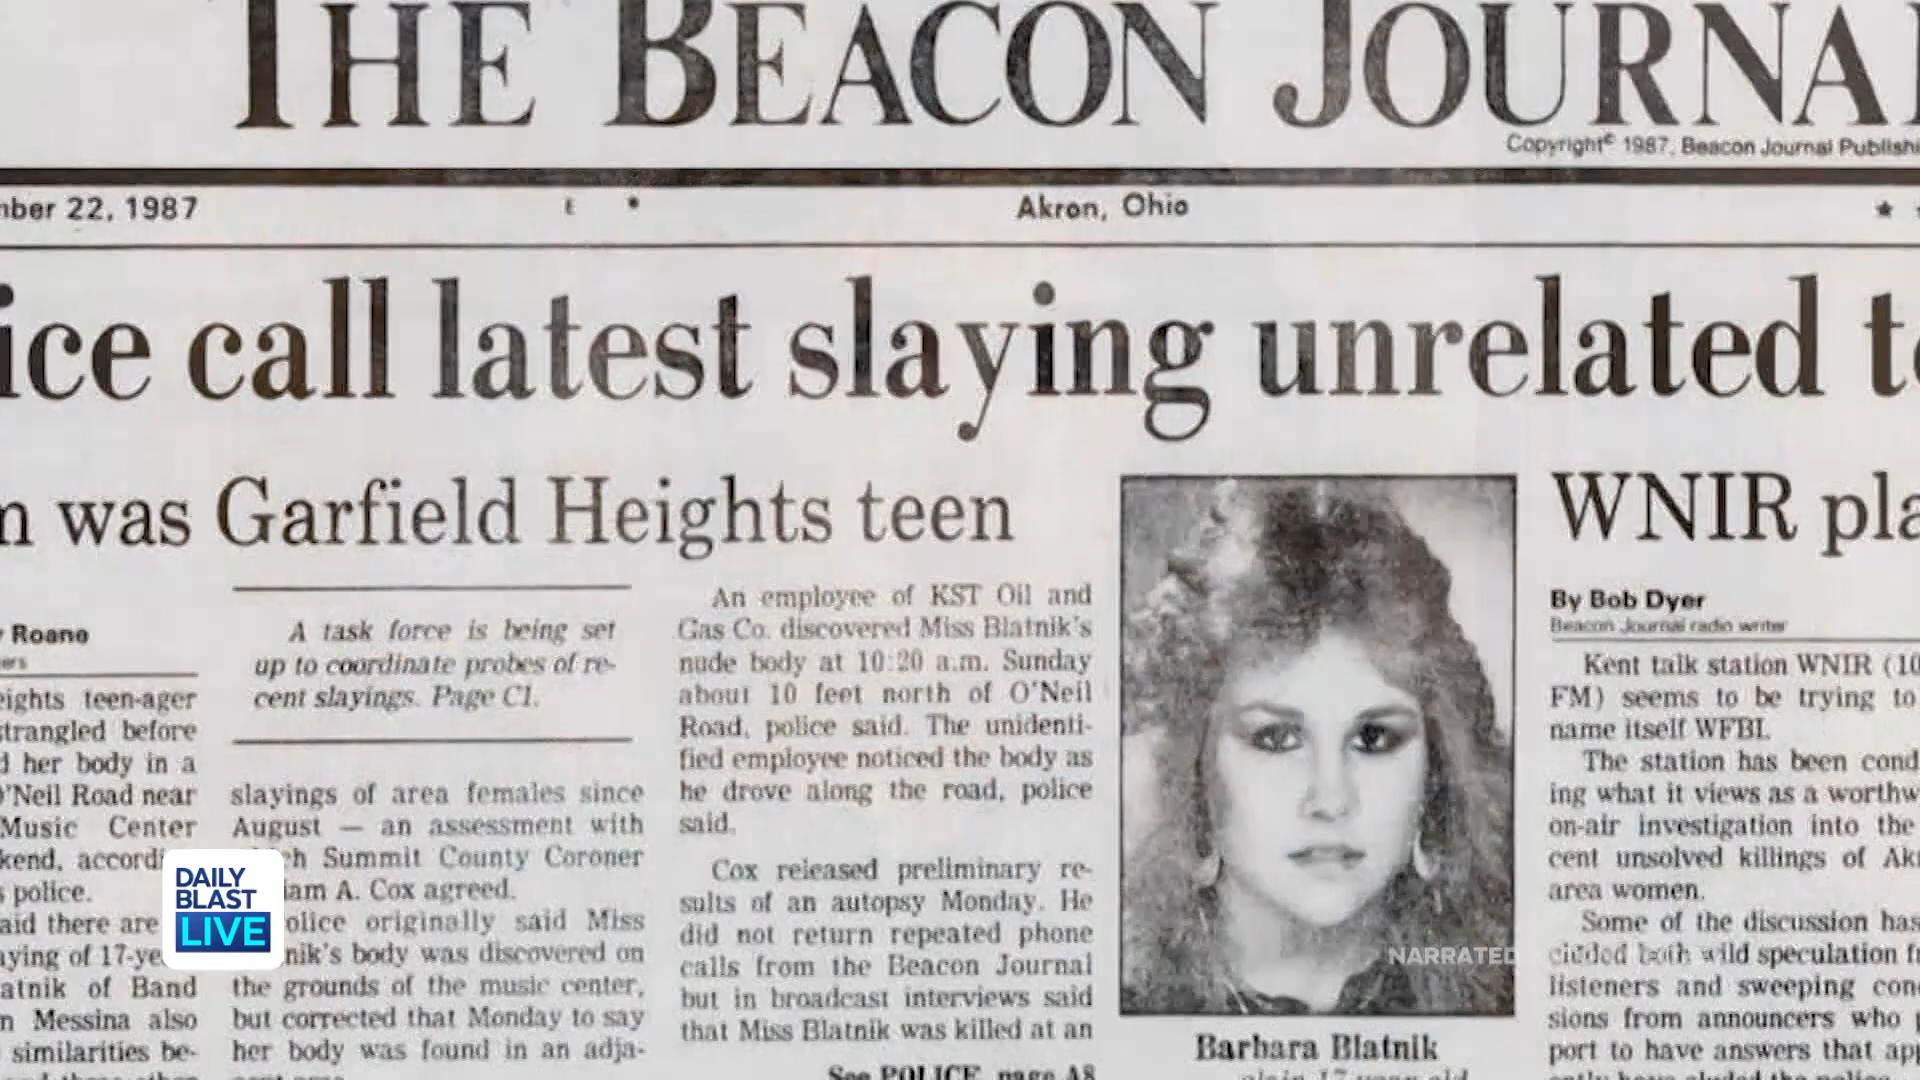 THE BEACON JOURNA
Copyright© 1987, Beacon Journal Publishi
mber 22, 1987
Akron, Ohio
ice call latest slaying unrelated to
was Garfield Heights teen
Roano
eights teen-ager
strangled before
d her body in a
O'Neil Road near
Music Center
kend, accord
s police.
aid there are
aying of 17-ye
atnik of Band
n Messina also
similarities be-
A task force is being set
up to coordinate probes of re-
cent slayings. Page C1.
slayings of area females since
August — an assessment with
ch Summit County Coroner
iam A. Cox agreed.
olice originally said Miss
nik's body was discovered on
the grounds of the music center,
but corrected that Monday to say
her body was found in an adja-
An employee of KST Oil and
Gas Co. discovered Miss Blatnik's
nude body at 10:20 a.m. Sunday
about 10 feet north of O'Neil
Road, police said. The unidenti-
fied employee noticed the body as
he drove along the road, police
said.
Cox released preliminary re-
sults of an autopsy Monday. He
did not return repeated phone
calls from the Beacon Journal
but in broadcast interviews said
that Miss Blatnik was killed at an
See POLICE, page A8
NARRATED
Barbara Blatnik
WNIR pla
By Bob Dyer
Beacon Journal radio writer
Kent talk station WNIR (10
FM) seems to be trying to
name itself WFBI.
The station has been cond
ing what it views as a worthw
on-air investigation into the
cent unsolved killings of Akr
area women.
Some of the discussion has
cluded both wild speculation fr
listeners and sweeping con
sions from announcers who p
port to have answers that app
DAILY
BLAST
LIVE